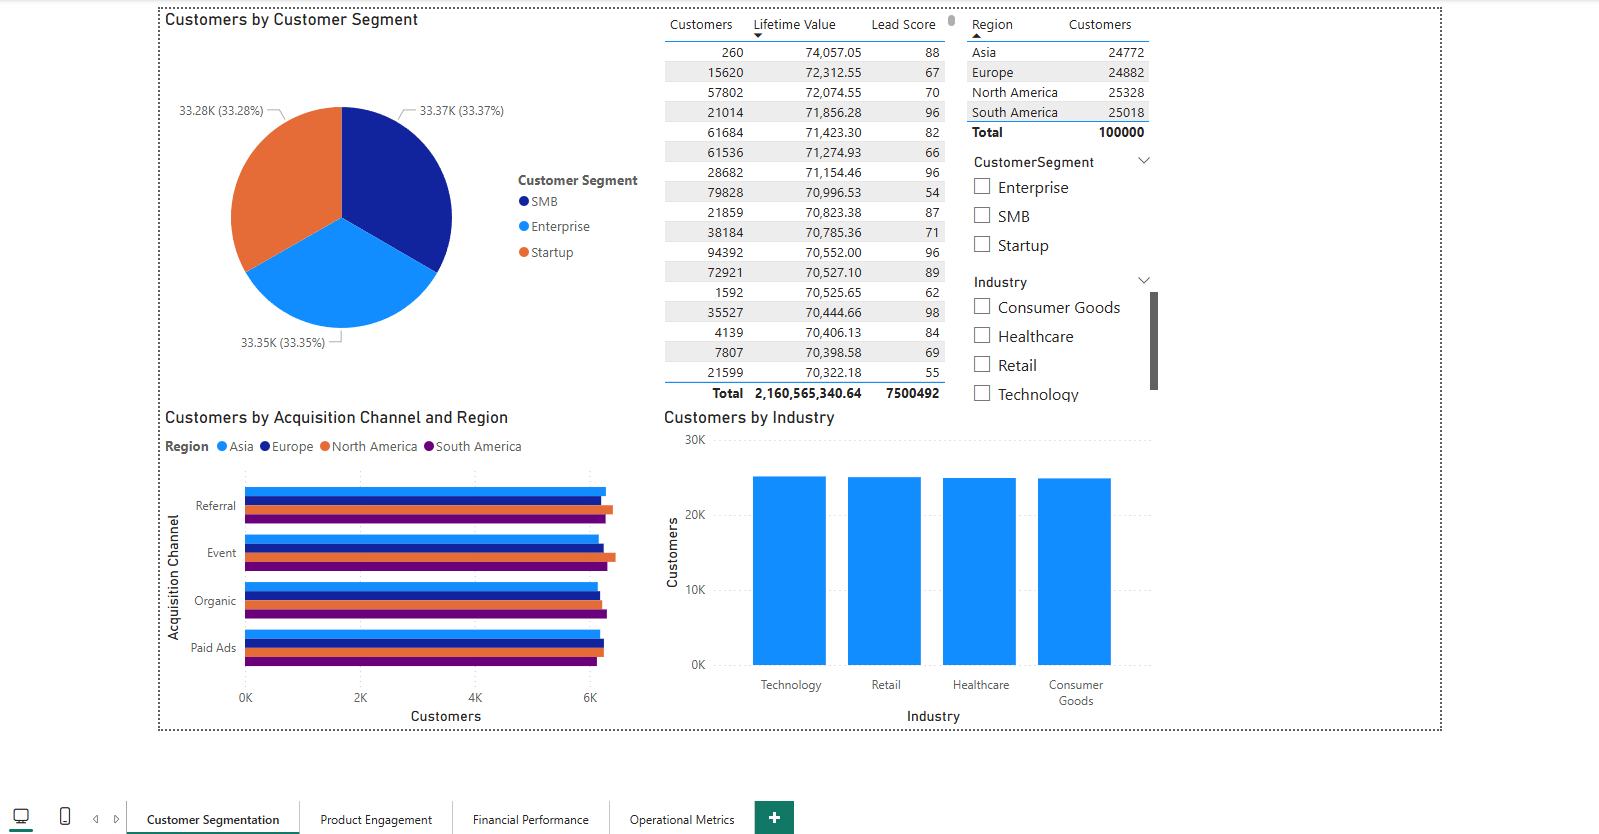 Customers by Customer Segment
33.28K (33.28%)
33.37K (33.37%)
33.35K (33.35%)
Customer Segment
SMB
Enterprise
Startup
Customers Lifetime Value Lead Score
260 74,057.05 88
15620 72,312.55 67
57802 72,074.55 70
21014 71,856.28 96
61684 71,423.30 82
61536 71,274.93 66
28682 71,154.46 96
79828 70,996.53 54
21859 70,823.38 87
38184 70,785.36 71
94392 70,552.00 96
72921 70,527.10 89
1592 70,525.65 62
35527 70,444.66 98
4139 70,406.13 84
7807 70,398.58 69
21599 70,322.18 55
Total 2,160,565,340.64 7500492
Region Customers
Asia 24772
Europe 24882
North America 25328
South America 25018
Total 100000
CustomerSegment
Enterprise
SMB
Startup
Industry
Consumer Goods
Healthcare
Retail
Technology
Customers by Acquisition Channel and Region
Region Asia Europe North America South America
Acquisition Channel
Referral
Event
Organic
Paid Ads
0K 2K 4K 6K
Customers
Customers by Industry
Customers
30K
20K
10K
0K
Technology Retail Healthcare Consumer
Goods
Industry
Customer Segmentation Product Engagement Financial Performance Operational Metrics +